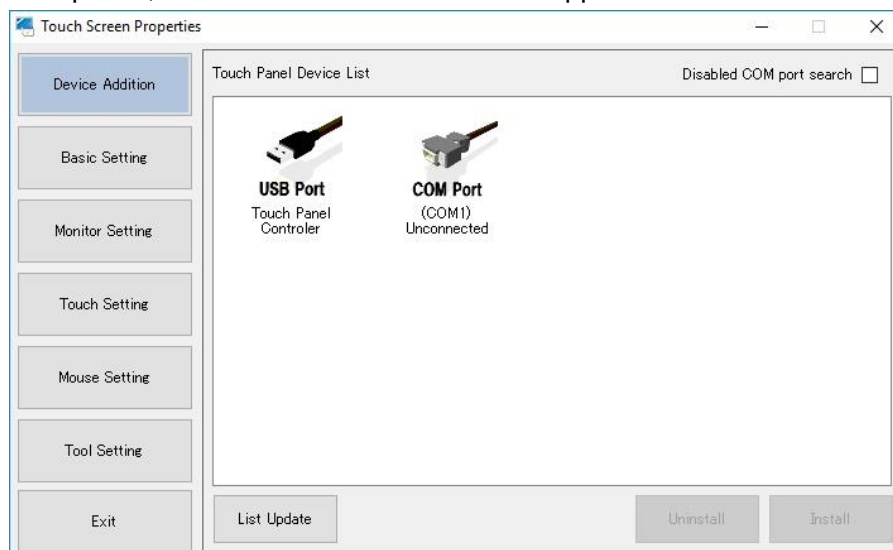 Touch Screen Properties
Device Addition
Basic Setting
Monitor Setting
Touch Setting
Mouse Setting
Tool Setting
Exit
Touch Panel Device List
Disabled COM port search
USB Port
Touch Panel
Controler
COM Port
(COM1)
Unconnected
List Update
Uninstall
Install